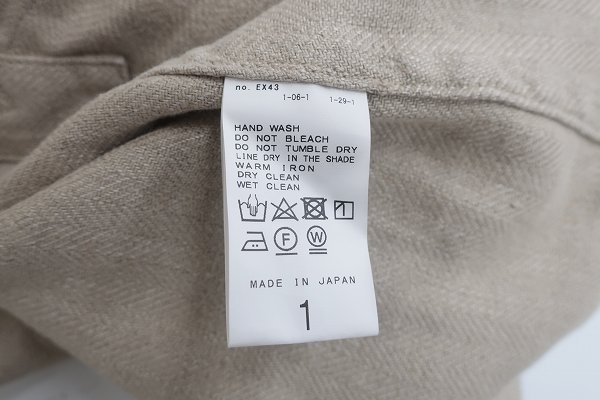 no. EX43
1-06-1 1-29-1
HAND WASH
DO NOT BLEACH
DO NOT TUMBLE DRY
LINE DRY IN THE SHADE
WARM IRON
DRY CLEAN
WET CLEAN
F W
MADE IN JAPAN
1